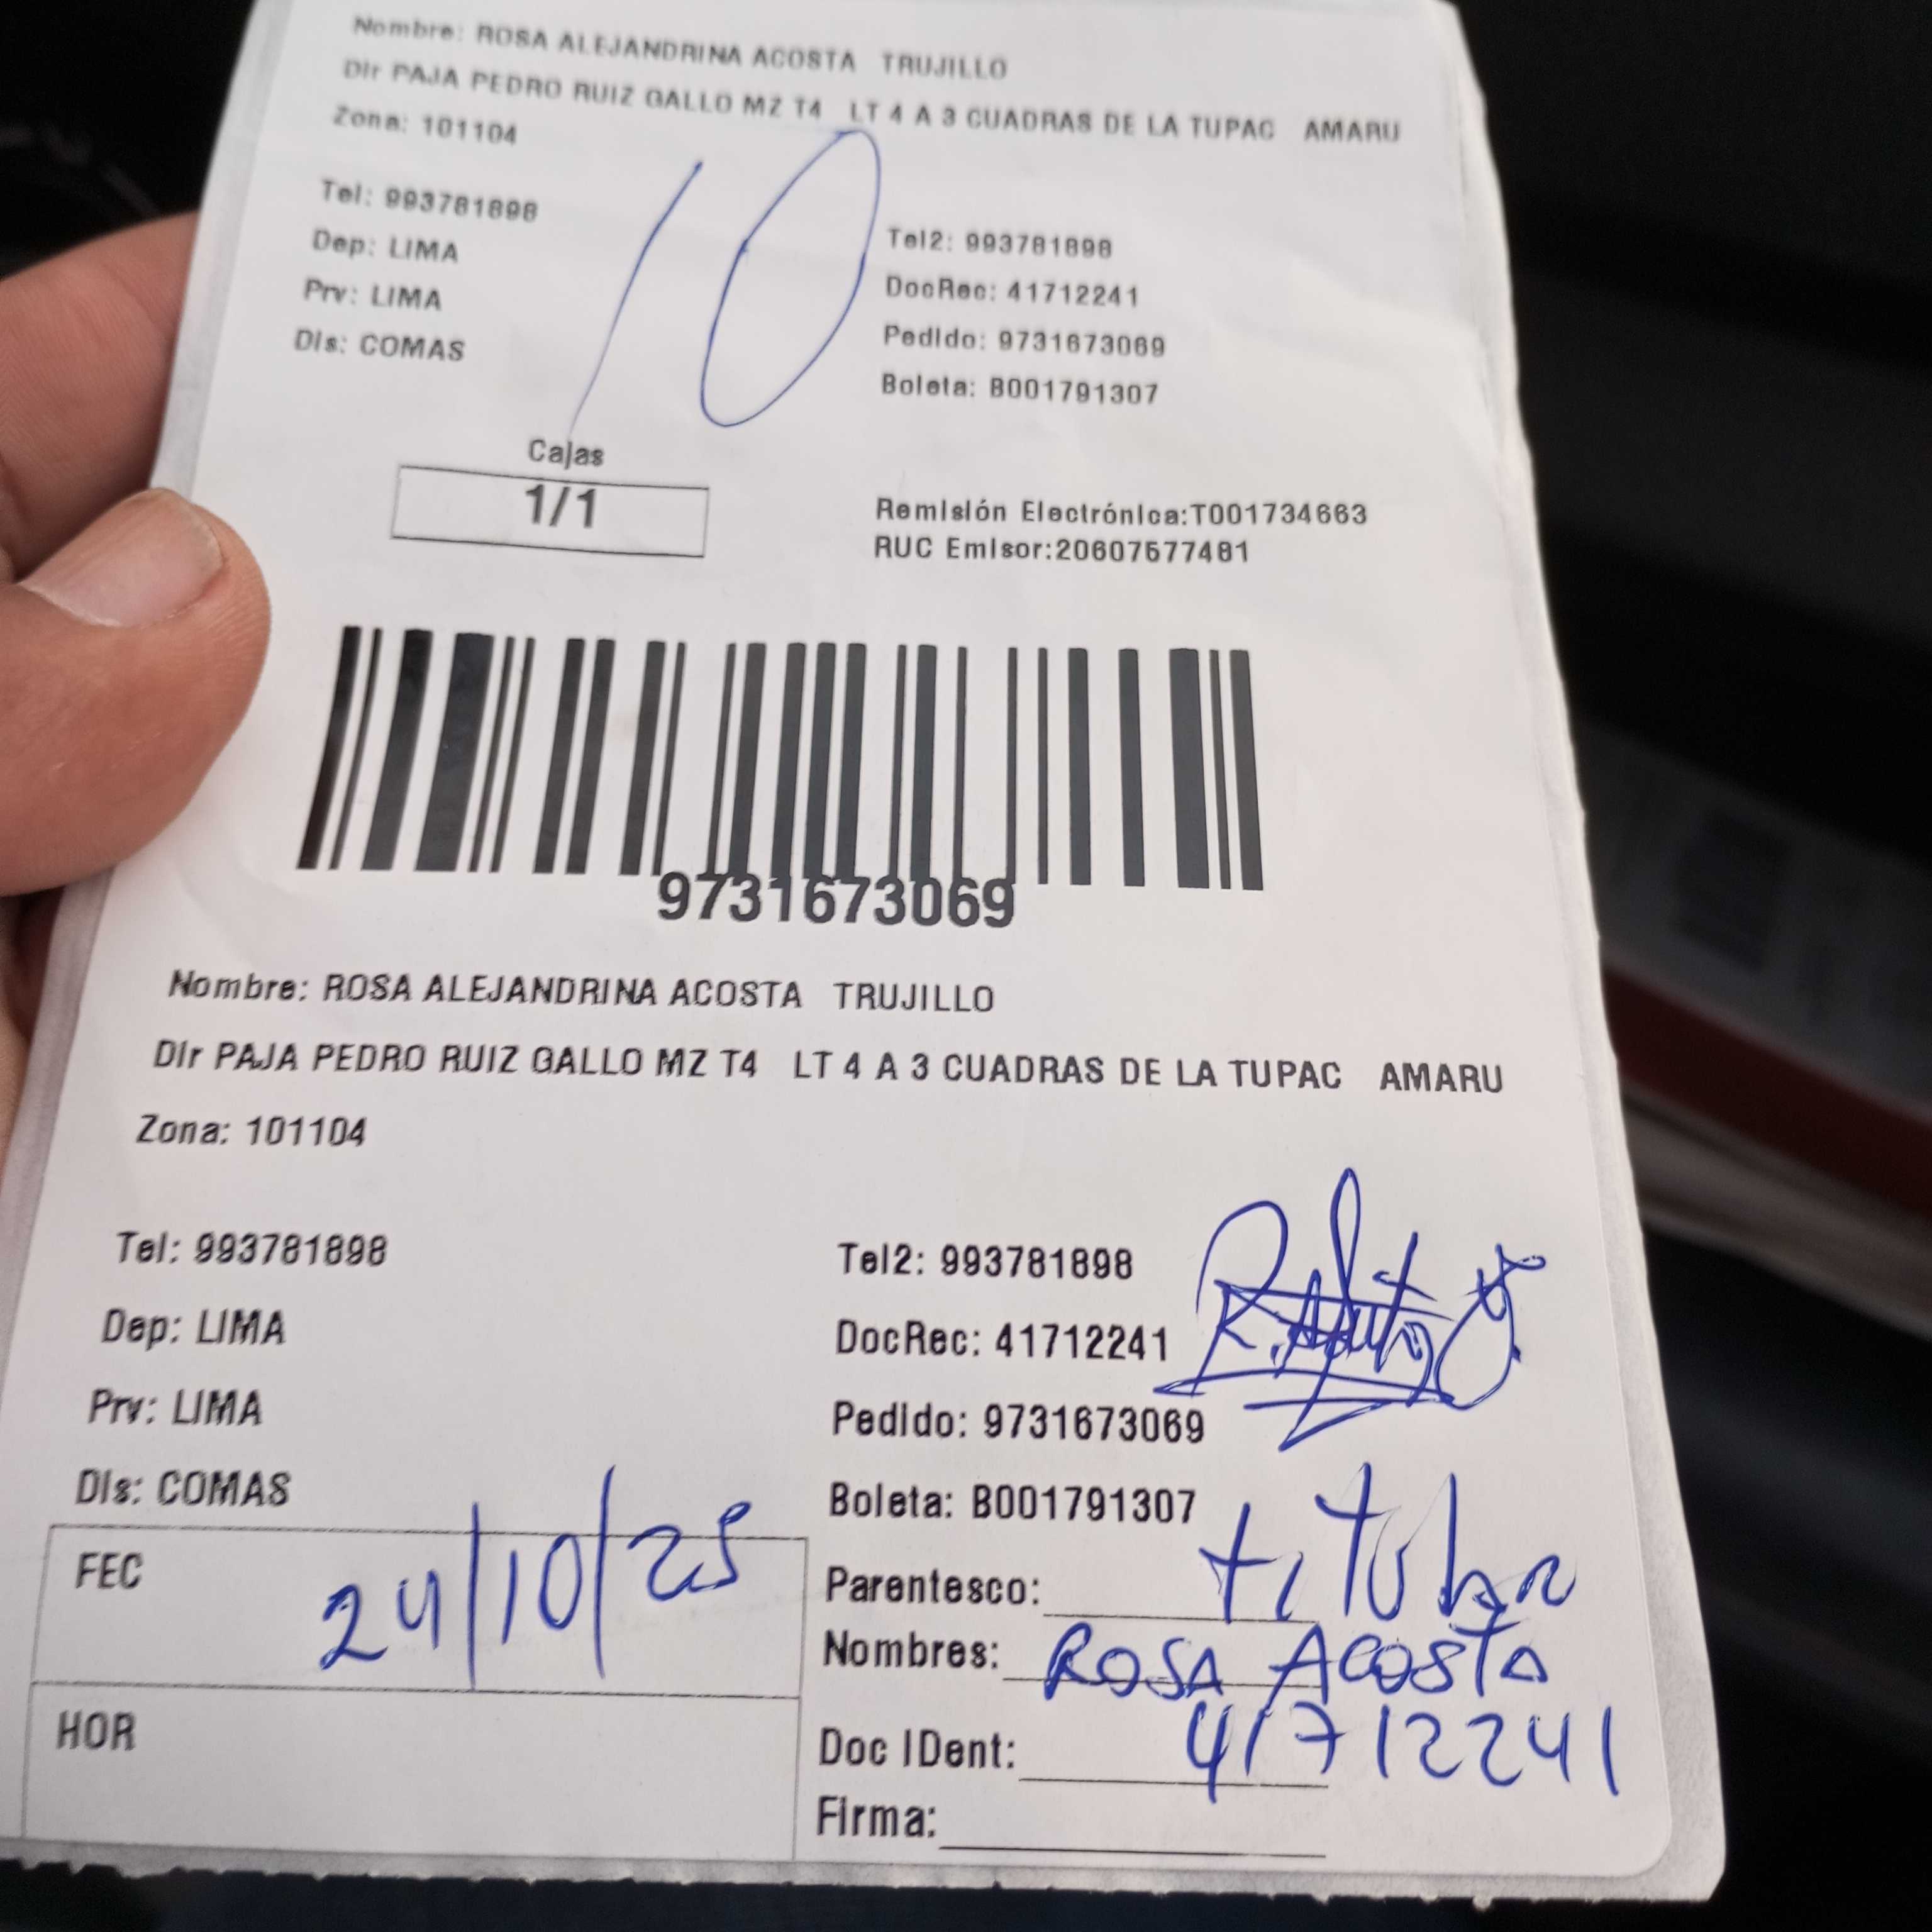 Nombre: ROSA ALEJANDRINA ACOSTA TRUJILLO
Dir PAJA PEDRO RUIZ GALLO MZ T4 LT 4 A 3 CUADRAS DE LA TUPAC AMARU
Zona: 101104
10
Tel: 993781898
Tel2: 993781898
Dep: LIMA
DocRec: 41712241
Prv: LIMA
Pedido: 9731673069
Dis: COMAS
Boleta: B001791307
Cajas
1/1
Remisión Electrónica:T001734663
RUC Emisor:20607577481
9731673069
Nombre: ROSA ALEJANDRINA ACOSTA TRUJILLO
Dir PAJA PEDRO RUIZ GALLO MZ T4 LT 4 A 3 CUADRAS DE LA TUPAC AMARU
Zona: 101104
Tel: 993781898
Tel2: 993781898
Dep: LIMA
DocRec: 41712241
Prv: LIMA
Pedido: 9731673069
Dis: COMAS
Boleta: B001791307
FEC 24/10/25
Parentesco: titular
Nombres: ROSA ACOSTA
HOR
Doc IDent: 41712241
Firma: